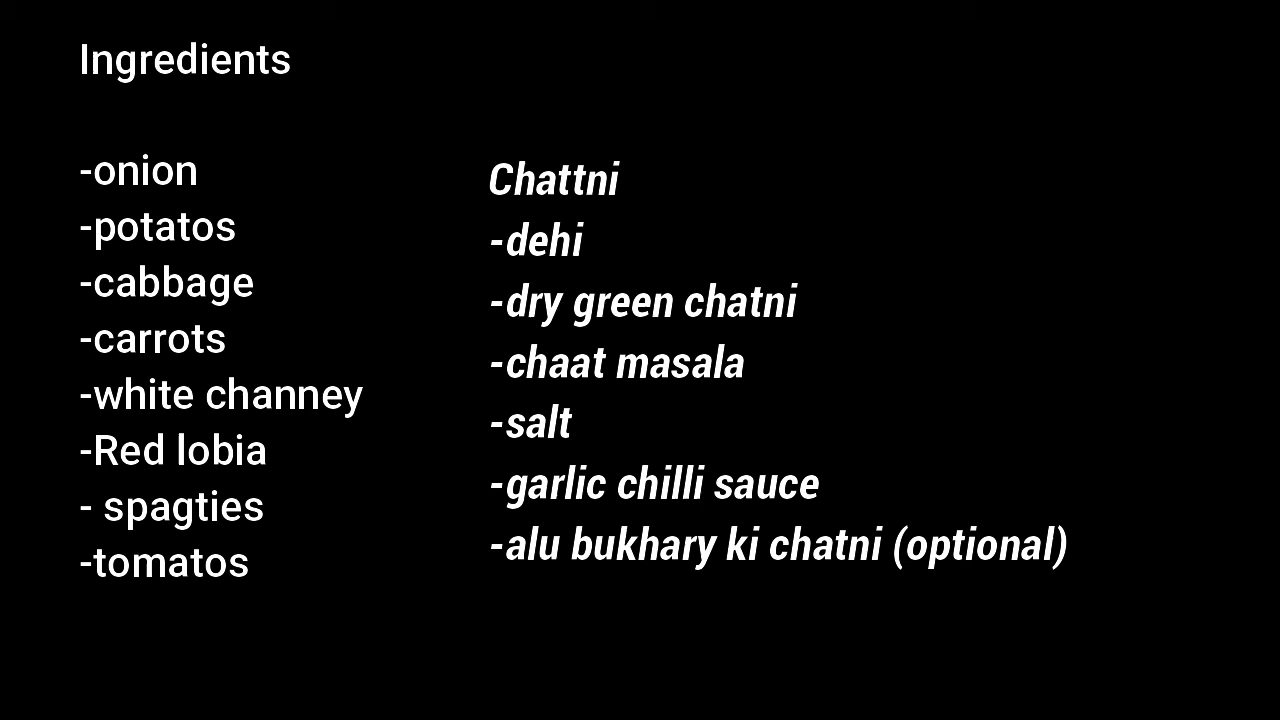 Ingredients
-onion
-potatos
-cabbage
-carrots
-white channey
-Red lobia
- spagties
-tomatos
Chattni
-dehi
-dry green chatni
-chaat masala
-salt
-garlic chilli sauce
-alu bukhary ki chatni (optional)